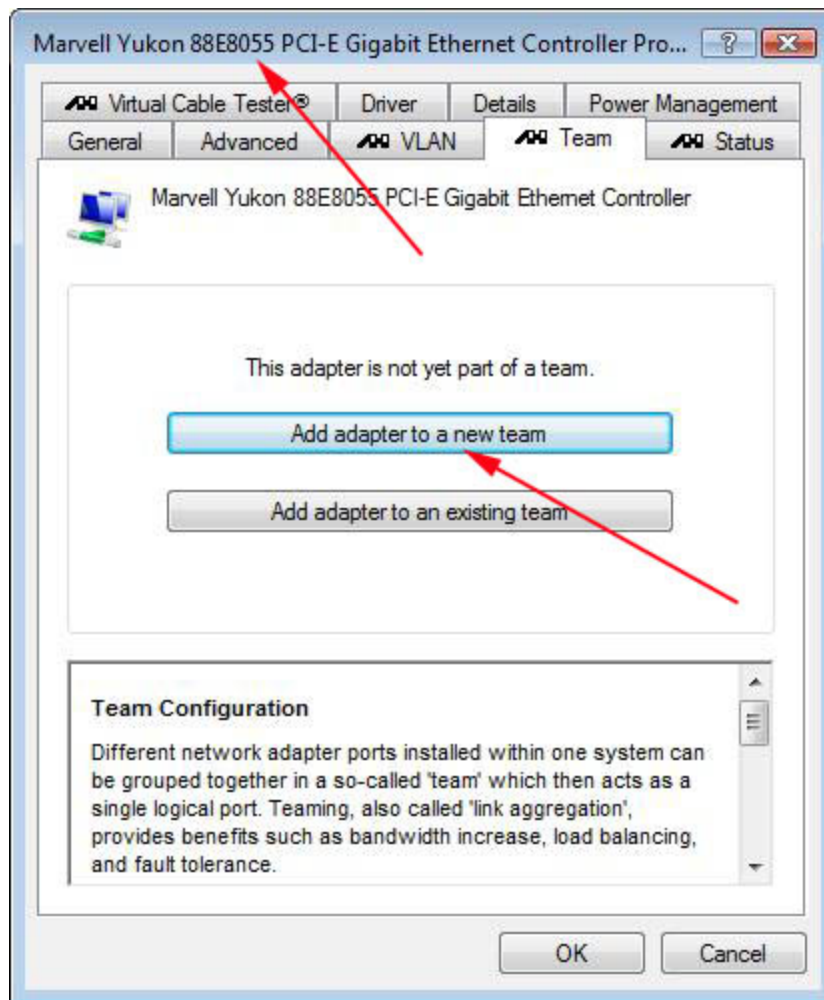 Marvell Yukon 88E8055 PCI-E Gigabit Ethernet Controller Pro...
Virtual Cable Tester® Driver Details Power Management
General Advanced VLAN Team Status
Marvell Yukon 88E8055 PCI-E Gigabit Ethernet Controller
This adapter is not yet part of a team.
Add adapter to a new team
Add adapter to an existing team
Team Configuration
Different network adapter ports installed within one system can
be grouped together in a so-called 'team' which then acts as a
single logical port. Teaming, also called 'link aggregation',
provides benefits such as bandwidth increase, load balancing,
and fault tolerance.
OK Cancel